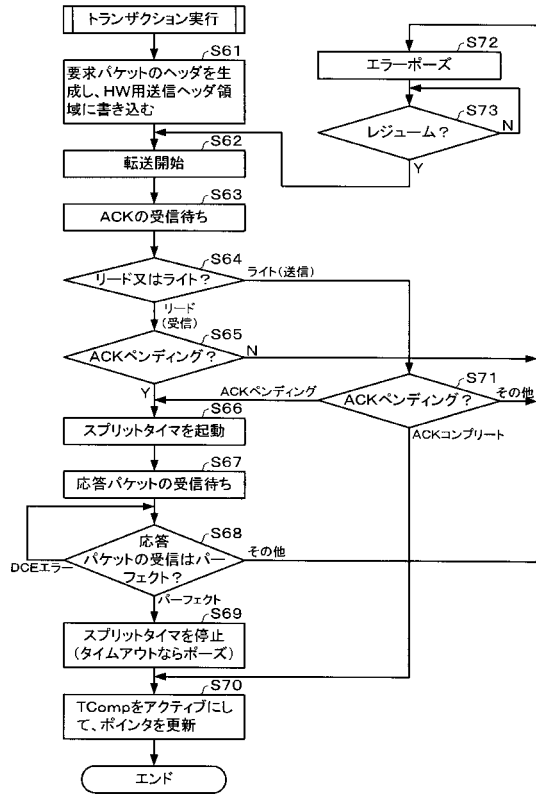 トランザクション実行
S61
要求パケットのヘッダを生
成し、HW用送信ヘッダ領
域に書き込む
S62
転送開始
S63
ACKの受信待ち
S64
リード又はライト?
ライト(送信)
リード
(受信)
S65
ACKペンディング?
N
Y
S66
スプリットタイマを起動
S67
応答パケットの受信待ち
S68
応答
パケットの受信はパー
フェクト?
DCEエラー
その他
パーフェクト
S69
スプリットタイマを停止
(タイムアウトならポーズ)
S70
TCompをアクティブにし
て、ポインタを更新
エンド
S71
ACKペンディング?
ACKペンディング
その他
ACKコンプリート
S72
エラーポーズ
S73
レジューム?
N
Y